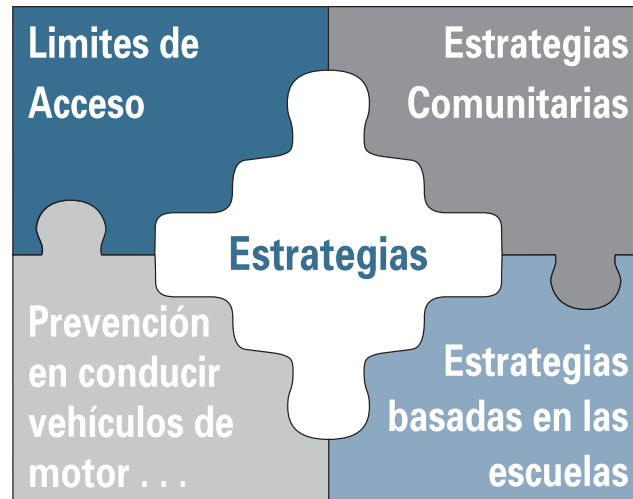 Limites de
Acceso
Estrategias
Comunitarias
Estrategias
Prevención
en conducir
vehículos de
motor . . .
Estrategias
basadas en las
escuelas